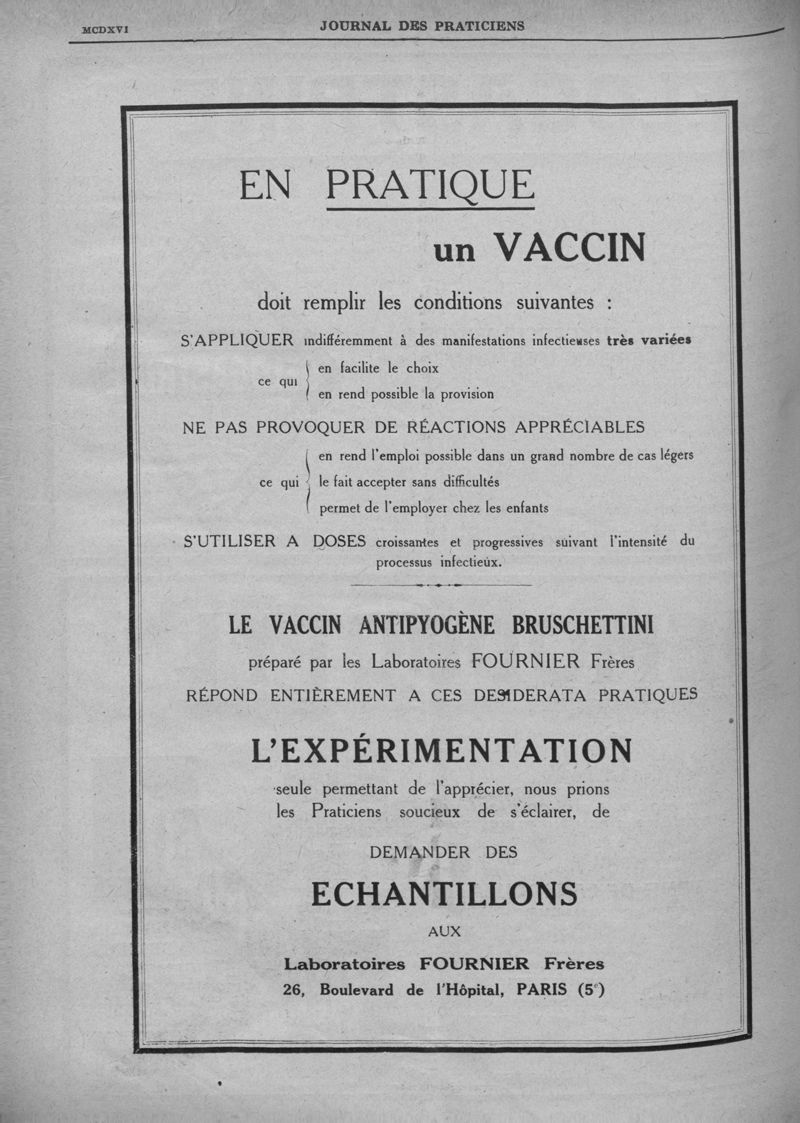 MCDXVI
JOURNAL DES PRATICIENS
EN PRATIQUE
un VACCIN
doit remplir les conditions suivantes :
S'APPLIQUER indifféremment à des manifestations infectieuses très variées
ce qui
en facilite le choix
en rend possible la provision
NE PAS PROVOQUER DE RÉACTIONS APPRÉCIABLES
ce qui
en rend l'emploi possible dans un grand nombre de cas légers
le fait accepter sans difficultés
permet de l'employer chez les enfants
S'UTILISER A DOSES croissantes et progressives suivant l'intensité du
processus infectieux.
LE VACCIN ANTIPYOGÈNE BRUSCHETTINI
préparé par les Laboratoires FOURNIER Frères
RÉPOND ENTIÈREMENT A CES DESIDERATA PRATIQUES
L'EXPÉRIMENTATION
seule permettant de l'apprécier, nous prions
les Praticiens soucieux de s'éclairer, de
DEMANDER DES
ECHANTILLONS
AUX
Laboratoires FOURNIER Frères
26, Boulevard de l'Hôpital, PARIS (5e)